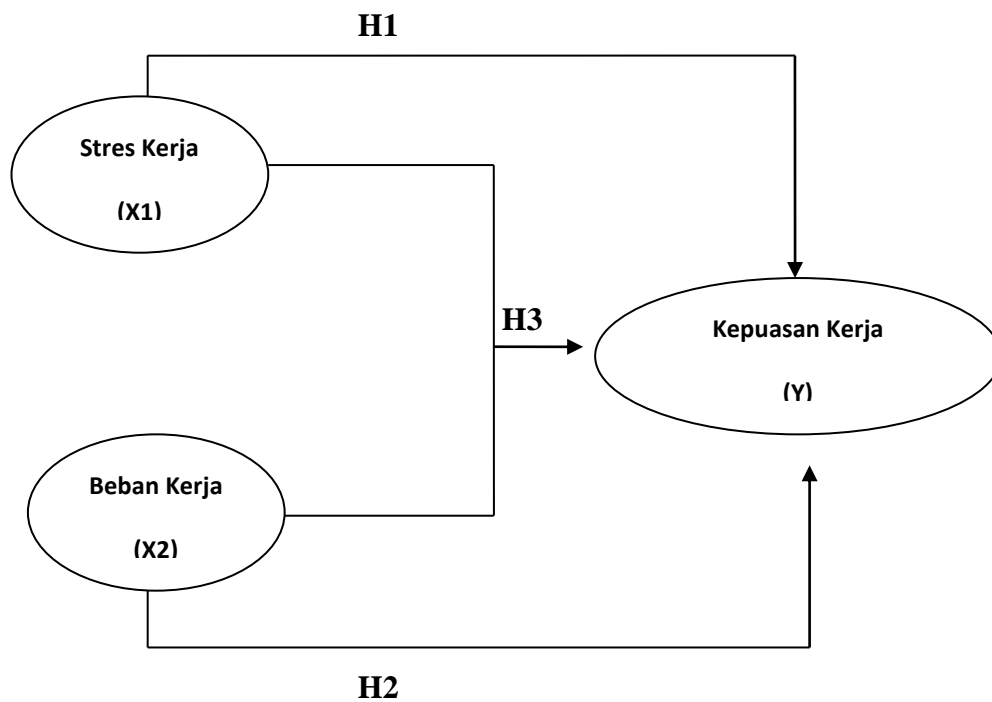 H1
Stres Kerja
(X1)
H3
Kepuasan Kerja
(Y)
Beban Kerja
(X2)
H2